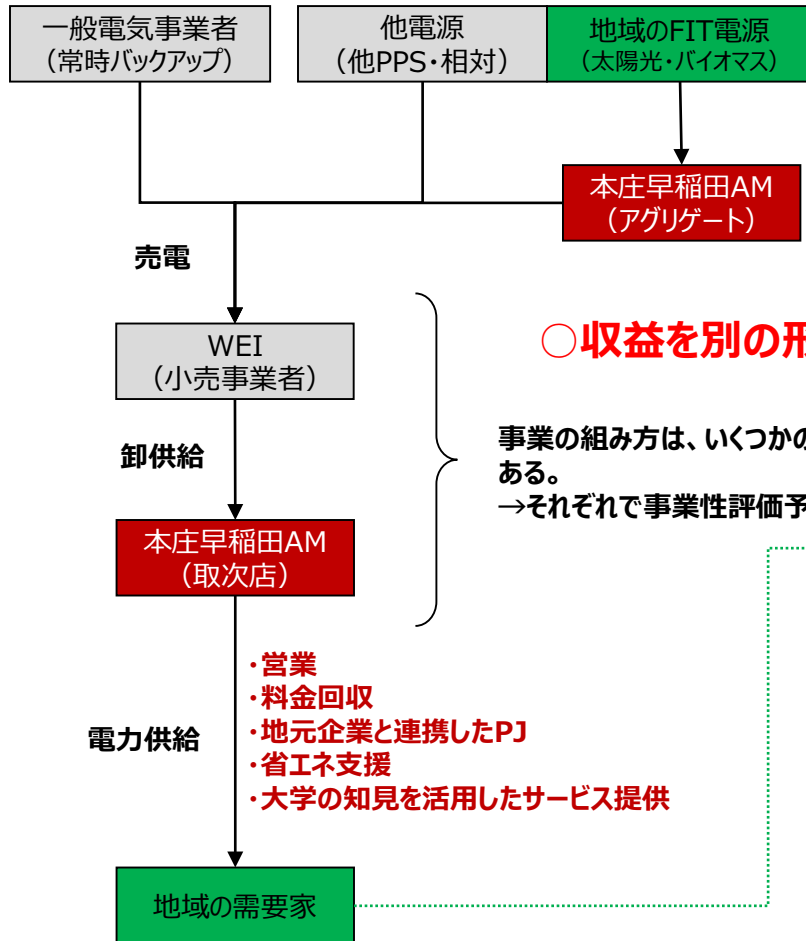 一般電気事業者
（常時バックアップ）
他電源
（他PPS・相対）
地域のFIT電源
（太陽光・バイオマス）
本庄早稲田AM
（アグリゲート）
売電
WEI
（小売事業者）
○収益を別の形
卸供給
事業の組み方は、いくつかの
ある。
→それぞれで事業性評価予
本庄早稲田AM
（取次店）
・営業
・料金回収
・地元企業と連携したPJ
・省エネ支援
・大学の知見を活用したサービス提供
電力供給
地域の需要家